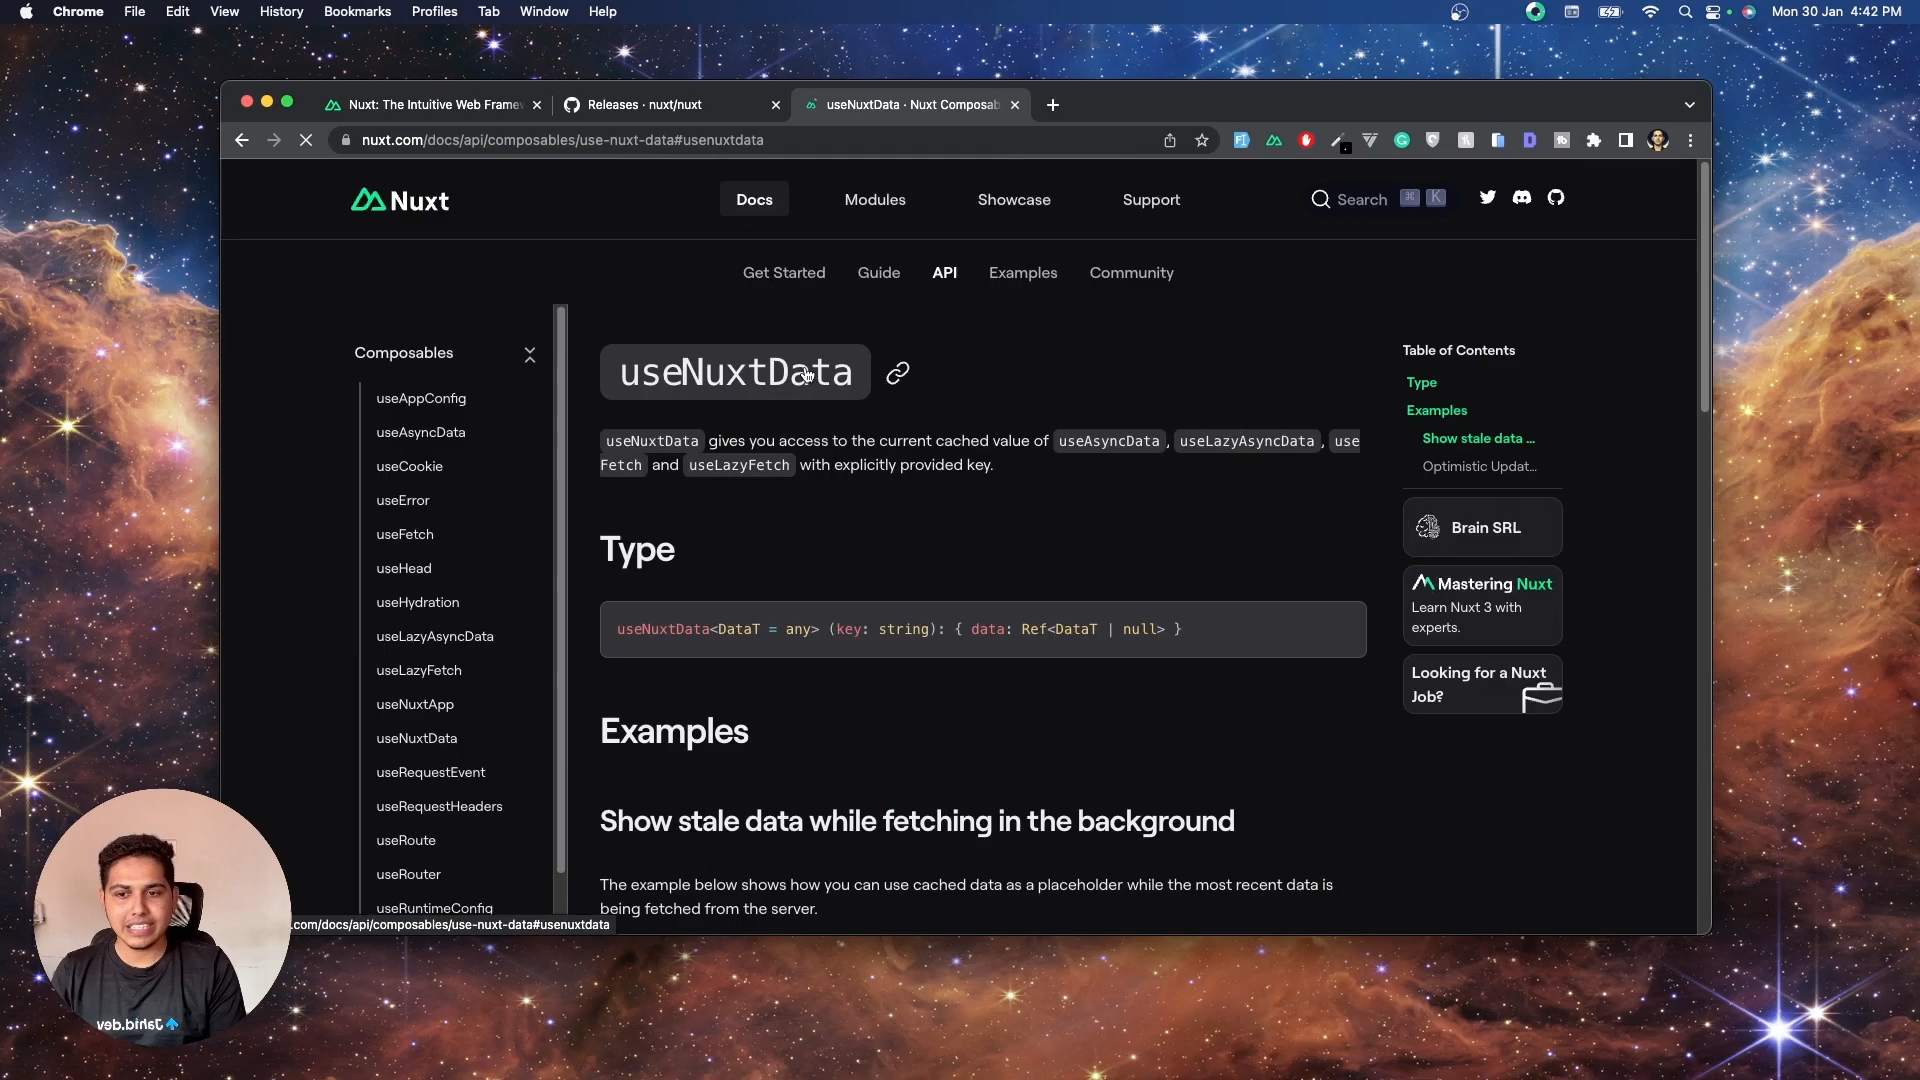 Chrome File Edit View History Bookmarks Profiles Tab Window Help Mon 30 Jan 4:42 PM
Nuxt: The Intuitive Web Frame
Releases · nuxt/nuxt
useNuxtData · Nuxt Composab
nuxt.com/docs/api/composables/use-nuxt-data#usenuxtdata
Nuxt
Docs Modules Showcase Support
Search ⌘ K
Get Started Guide API Examples Community
Composables
useAppConfig
useAsyncData
useCookie
useError
useFetch
useHead
useHydration
useLazyAsyncData
useLazyFetch
useNuxtApp
useNuxtData
useRequestEvent
useRequestHeaders
useRoute
useRouter
useRuntimeConfig
useNuxtData
useNuxtData gives you access to the current cached value of useAsyncData, useLazyAsyncData, use
Fetch and useLazyFetch with explicitly provided key.
Type
useNuxtData<DataT = any> (key: string): { data: Ref<DataT | null> }
Examples
Show stale data while fetching in the background
The example below shows how you can use cached data as a placeholder while the most recent data is
being fetched from the server.
Table of Contents
Type
Examples
Show stale data ...
Optimistic Updat...
Brain SRL
Mastering Nuxt
Learn Nuxt 3 with
experts.
Looking for a Nuxt
Job?
.com/docs/api/composables/use-nuxt-data#usenuxtdata